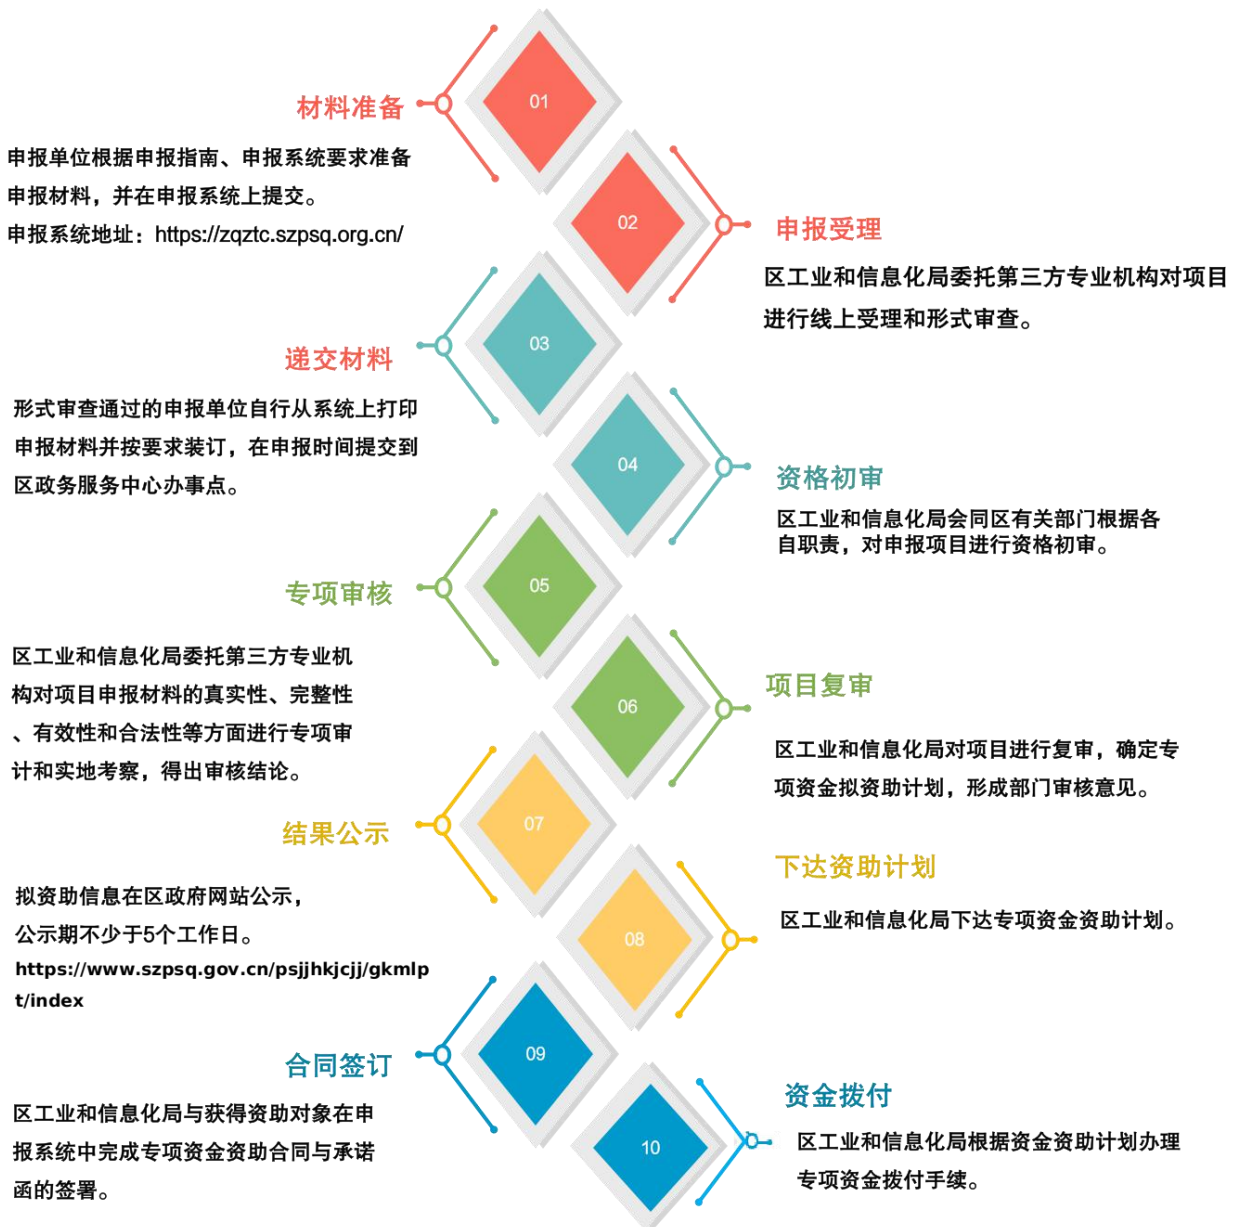 01
材料准备
申报单位根据申报指南、申报系统要求准备
申报材料，并在申报系统上提交。
申报系统地址：https://zqztc.szpsq.org.cn/
02
申报受理
区工业和信息化局委托第三方专业机构对项目
进行线上受理和形式审查。
03
递交材料
形式审查通过的申报单位自行从系统上打印
申报材料并按要求装订，在申报时间提交到
区政务服务中心办事点。
04
资格初审
区工业和信息化局会同区有关部门根据各
自职责，对申报项目进行资格初审。
05
专项审核
区工业和信息化局委托第三方专业机
构对项目申报材料的真实性、完整性
、有效性和合法性等方面进行专项审
计和实地考察，得出审核结论。
06
项目复审
区工业和信息化局对项目进行复审，确定专
项资金拟资助计划，形成部门审核意见。
07
结果公示
拟资助信息在区政府网站公示，
公示期不少于5个工作日。
https://www.szpsq.gov.cn/psjjhkjcjj/gkmlp
t/index
08
下达资助计划
区工业和信息化局下达专项资金资助计划。
09
合同签订
区工业和信息化局与获得资助对象在申
报系统中完成专项资金资助合同与承诺
函的签署。
10
资金拨付
区工业和信息化局根据资金资助计划办理
专项资金拨付手续。